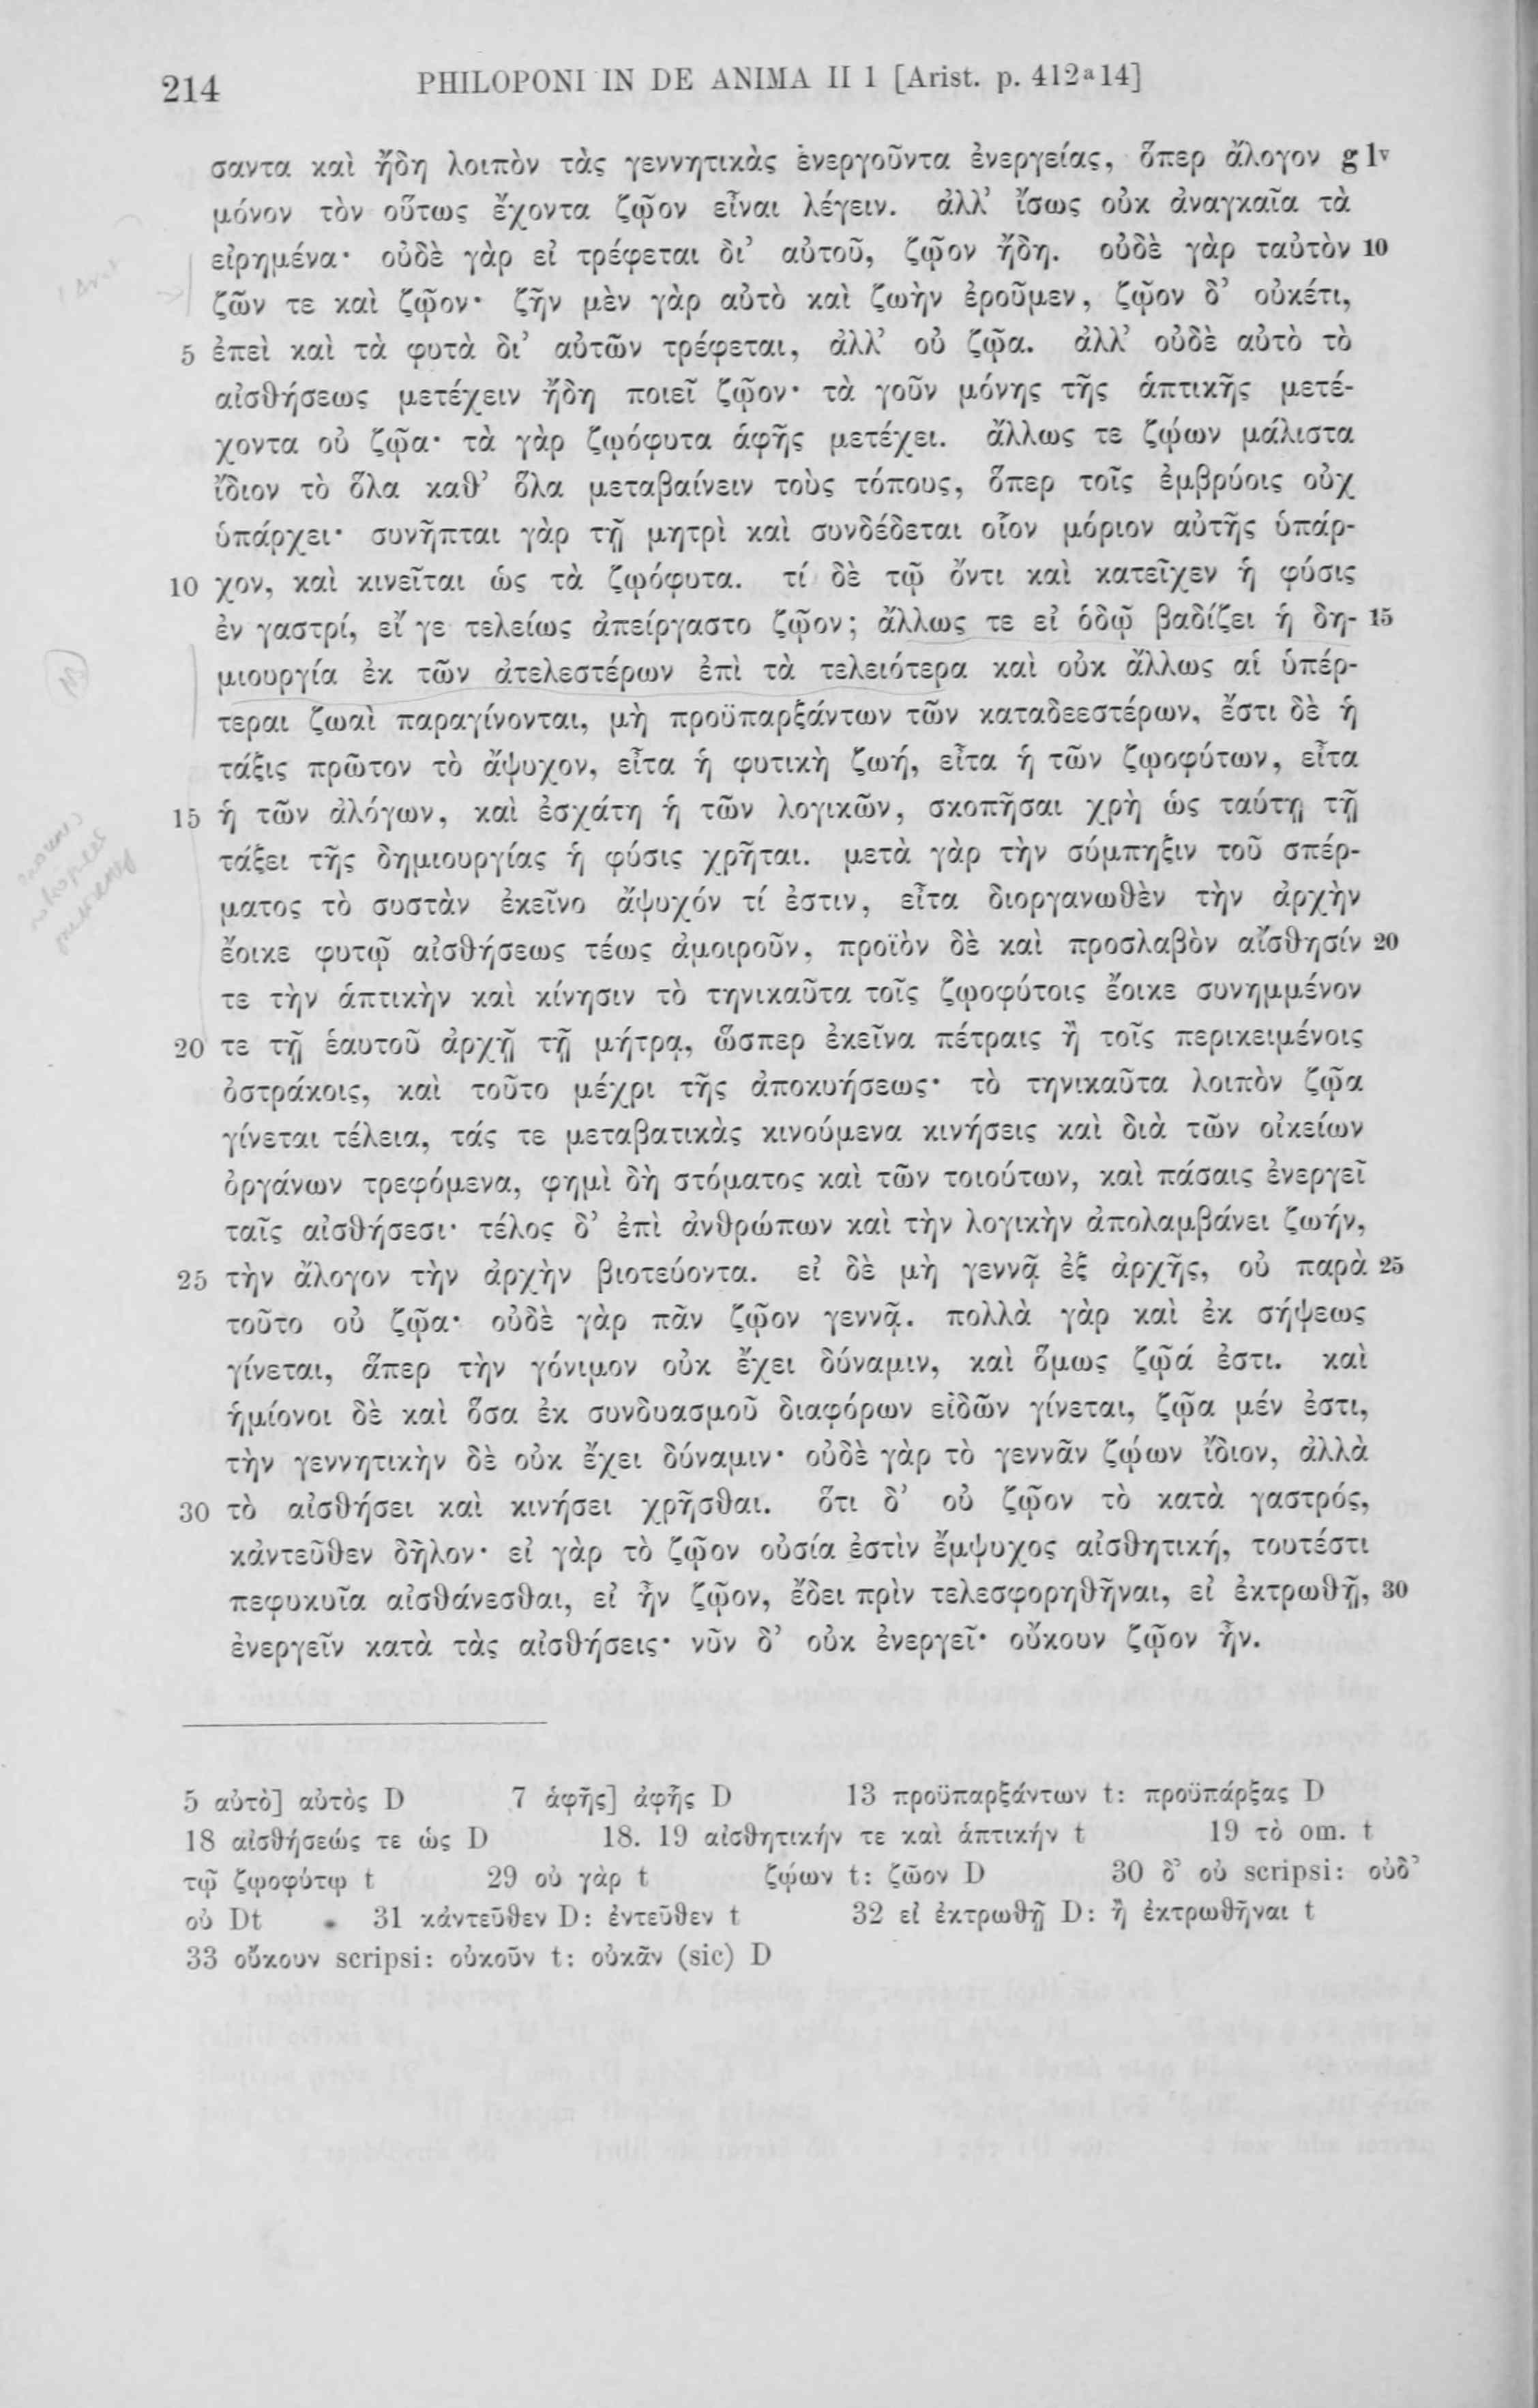 214 PHILOPONI IN DE ANIMA II 1 [Arist. p. 412ª14]
σαντα καὶ ἤδη λοιπὸν τὰς γεννητικὰς ἐνεργοῦντα ἐνεργείας, ὅπερ ἄλογον g 1ᵛ
μόνον τὸν οὕτως ἔχοντα ζῷον εἶναι λέγειν. ἀλλ’ ἴσως οὐκ ἀναγκαῖα τὰ
εἰρημένα· οὐδὲ γὰρ εἰ τρέφεται δι’ αὑτοῦ, ζῷον ἤδη. οὐδὲ γὰρ ταὐτὸν 10
ζῶν τε καὶ ζῷον· ζῆν μὲν γὰρ αὐτὸ καὶ ζωὴν ἐροῦμεν, ζῷον δ’ οὐκέτι,
5 ἐπεὶ καὶ τὰ φυτὰ δι’ αὑτῶν τρέφεται, ἀλλ’ οὐ ζῷα. ἀλλ’ οὐδὲ αὐτὸ τὸ
αἰσθήσεως μετέχειν ἤδη ποιεῖ ζῷον· τὰ γοῦν μόνης τῆς ἁπτικῆς μετέ-
χοντα οὐ ζῷα· τὰ γὰρ ζῳόφυτα ἁφῆς μετέχει. ἄλλως τε ζῴων μάλιστα
ἴδιον τὸ ὅλα καθ’ ὅλα μεταβαίνειν τοὺς τόπους, ὅπερ τοῖς ἐμβρύοις οὐχ
ὑπάρχει· συνῆπται γὰρ τῇ μητρὶ καὶ συνδέδεται οἷον μόριον αὐτῆς ὑπάρ-
10 χον, καὶ κινεῖται ὡς τὰ ζῳόφυτα. τί δὲ τῷ ὄντι καὶ κατεῖχεν ἡ φύσις
ἐν γαστρί, εἴ γε τελείως ἀπείργαστο ζῷον; ἄλλως τε εἰ ὁδῷ βαδίζει ἡ δη- 15
μιουργία ἐκ τῶν ἀτελεστέρων ἐπὶ τὰ τελειότερα καὶ οὐκ ἄλλως αἱ ὑπέρ-
τεραι ζωαὶ παραγίνονται, μὴ προϋπαρξάντων τῶν καταδεεστέρων, ἔστι δὲ ἡ
τάξις πρῶτον τὸ ἄψυχον, εἶτα ἡ φυτικὴ ζωή, εἶτα ἡ τῶν ζῳοφύτων, εἶτα
15 ἡ τῶν ἀλόγων, καὶ ἐσχάτη ἡ τῶν λογικῶν, σκοπῆσαι χρὴ ὡς ταύτῃ τῇ
τάξει τῆς δημιουργίας ἡ φύσις χρῆται. μετὰ γὰρ τὴν σύμπηξιν τοῦ σπέρ-
ματος τὸ συστὰν ἐκεῖνο ἄψυχόν τί ἐστιν, εἶτα διοργανωθὲν τὴν ἀρχὴν
ἔοικε φυτῷ αἰσθήσεως τέως ἀμοιροῦν, προϊὸν δὲ καὶ προσλαβὸν αἴσθησίν 20
τε τὴν ἁπτικὴν καὶ κίνησιν τὸ τηνικαῦτα τοῖς ζῳοφύτοις ἔοικε συνημμένον
20 τε τῇ ἑαυτοῦ ἀρχῇ τῇ μήτρᾳ, ὥσπερ ἐκεῖνα πέτραις ἢ τοῖς περικειμένοις
ὀστράκοις, καὶ τοῦτο μέχρι τῆς ἀποκυήσεως· τὸ τηνικαῦτα λοιπὸν ζῷα
γίνεται τέλεια, τάς τε μεταβατικὰς κινούμενα κινήσεις καὶ διὰ τῶν οἰκείων
ὀργάνων τρεφόμενα, φημὶ δὴ στόματος καὶ τῶν τοιούτων, καὶ πάσαις ἐνεργεῖ
ταῖς αἰσθήσεσι· τέλος δ’ ἐπὶ ἀνθρώπων καὶ τὴν λογικὴν ἀπολαμβάνει ζωήν,
25 τὴν ἄλογον τὴν ἀρχὴν βιοτεύοντα. εἰ δὲ μὴ γεννᾷ ἐξ ἀρχῆς, οὐ παρὰ 25
τοῦτο οὐ ζῷα· οὐδὲ γὰρ πᾶν ζῷον γεννᾷ. πολλὰ γὰρ καὶ ἐκ σήψεως
γίνεται, ἅπερ τὴν γόνιμον οὐκ ἔχει δύναμιν, καὶ ὅμως ζῷά ἐστι. καὶ
ἡμίονοι δὲ καὶ ὅσα ἐκ συνδυασμοῦ διαφόρων εἰδῶν γίνεται, ζῷα μέν ἐστι,
τὴν γεννητικὴν δὲ οὐκ ἔχει δύναμιν· οὐδὲ γὰρ τὸ γεννᾶν ζῴων ἴδιον, ἀλλὰ
30 τὸ αἰσθήσει καὶ κινήσει χρῆσθαι. ὅτι δ’ οὐ ζῷον τὸ κατὰ γαστρός,
κἀντεῦθεν δῆλον· εἰ γὰρ τὸ ζῷον οὐσία ἐστὶν ἔμψυχος αἰσθητική, τουτέστι
πεφυκυῖα αἰσθάνεσθαι, εἰ ἦν ζῷον, ἔδει πρὶν τελεσφορηθῆναι, εἰ ἐκτρωθῇ, 30
ἐνεργεῖν κατὰ τὰς αἰσθήσεις· νῦν δ’ οὐκ ἐνεργεῖ· οὔκουν ζῷον ἦν.
5 αὐτὸ] αὐτὸς D 7 ἁφῆς] ἀφῆς D 13 προϋπαρξάντων t: προϋπάρξας D
18 αἰσθήσεώς τε ὡς D 18. 19 αἰσθητικήν τε καὶ ἁπτικήν t 19 τὸ om. t
τῷ ζῳοφύτῳ t 29 οὐ γὰρ t ζῴων t: ζῶον D 30 δ’ οὐ scripsi: οὐδ’
οὐ Dt 31 κἀντεῦθεν D: ἐντεῦθεν t 32 εἰ ἐκτρωθῇ D: ἢ ἐκτρωθῆναι t
33 οὔκουν scripsi: οὐκοῦν t: οὐκᾶν (sic) D